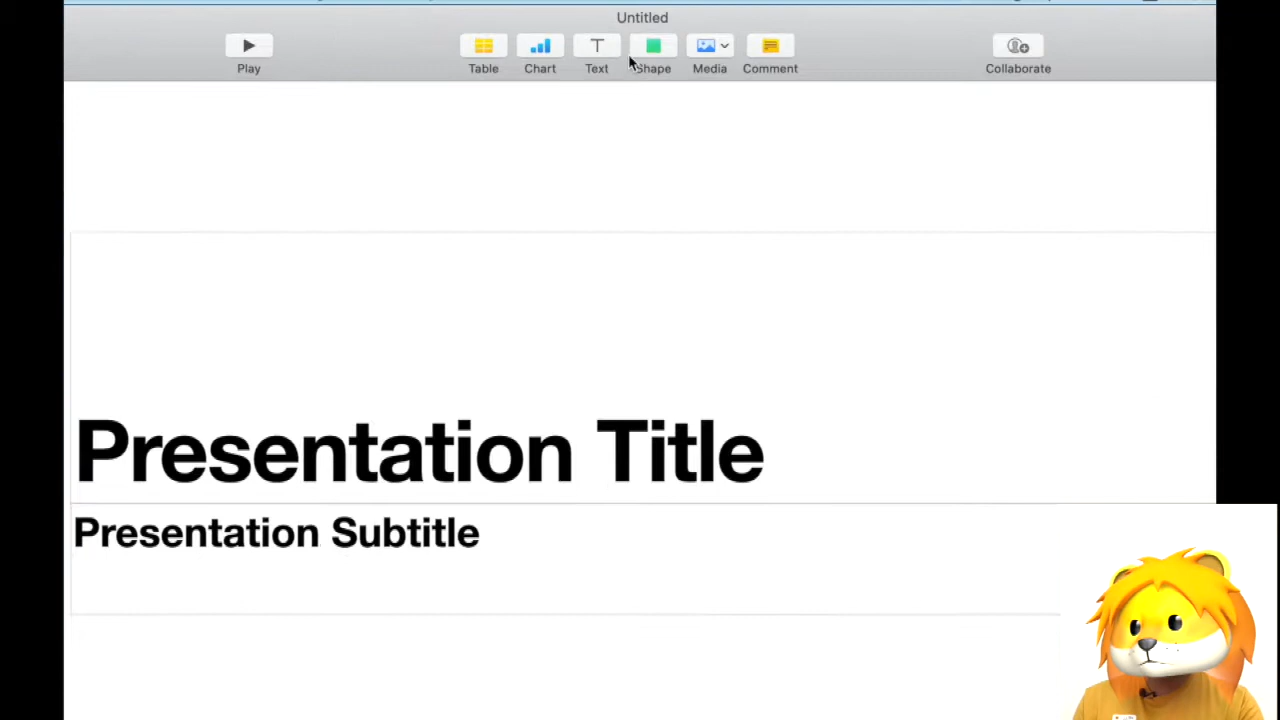 Untitled
Play
Table
Chart
Text
Shape
Media
Comment
Collaborate
Presentation Title
Presentation Subtitle